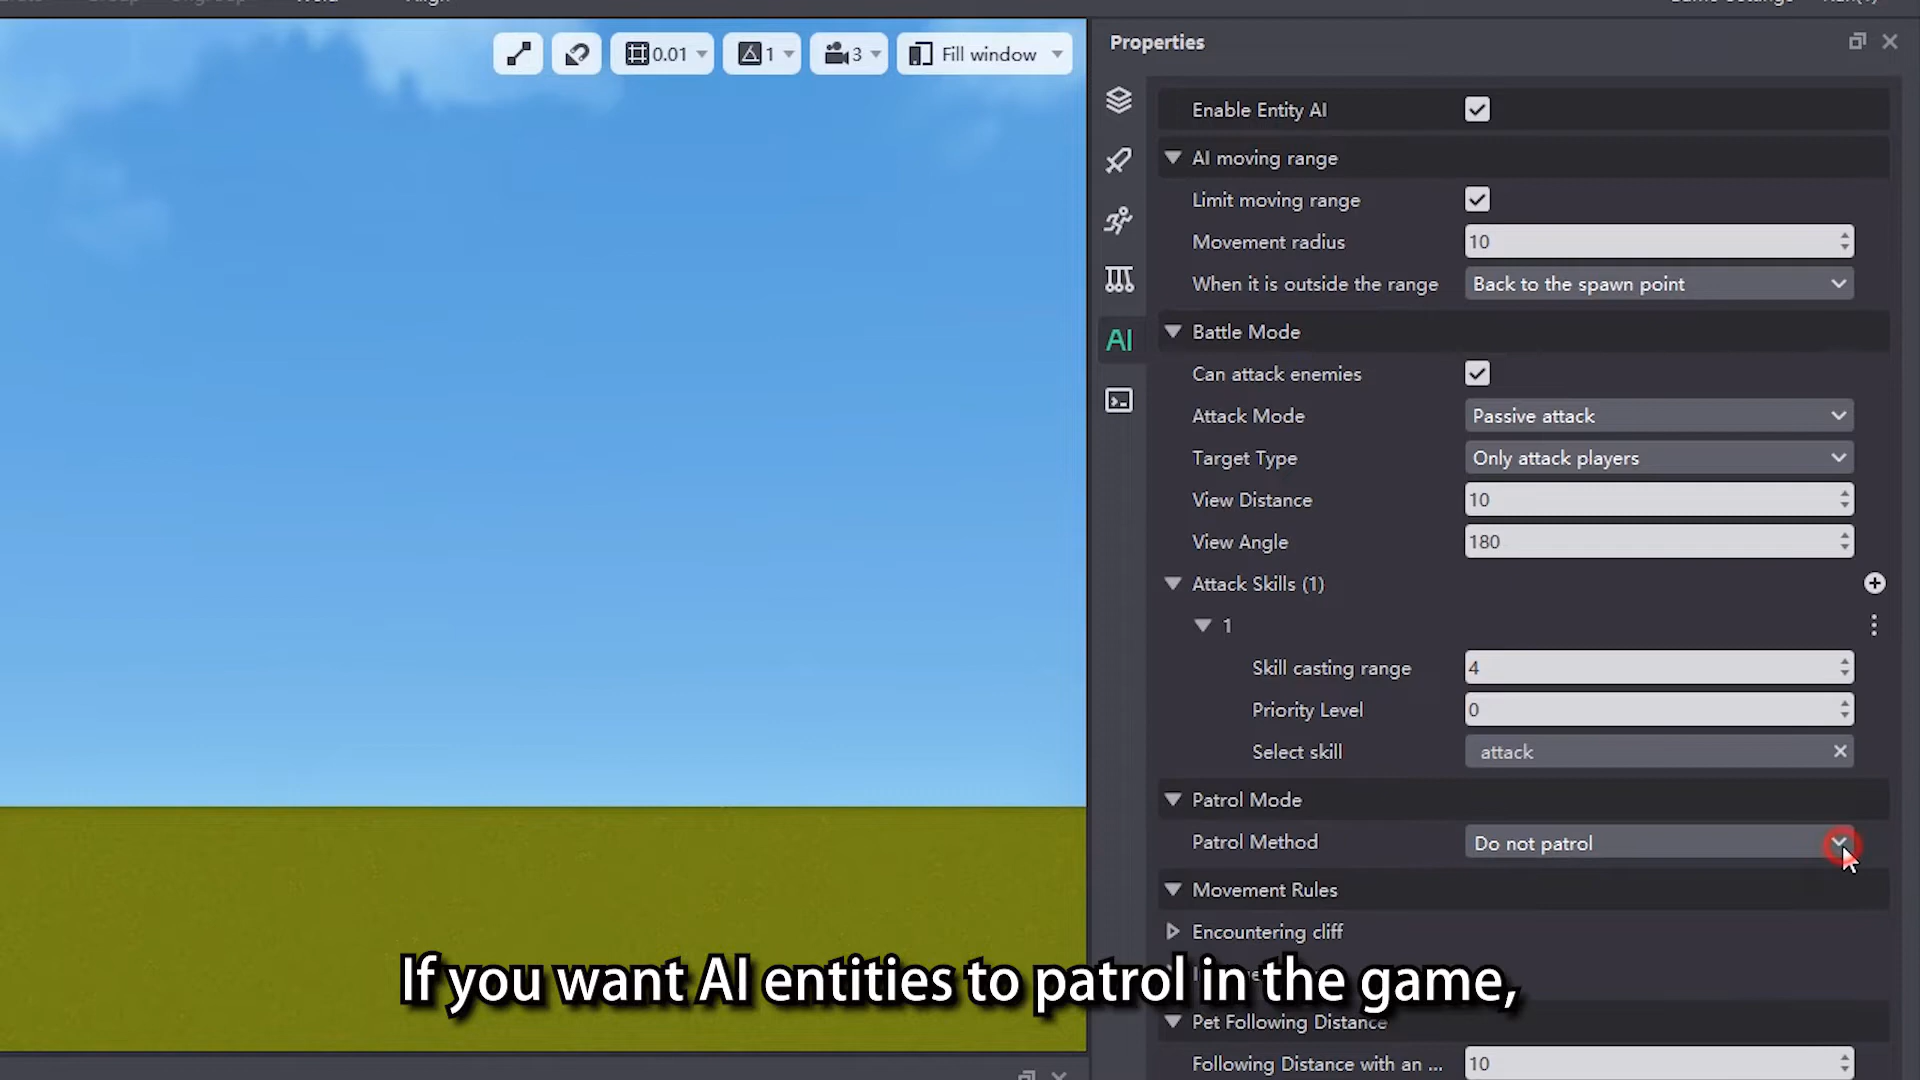 0.01
1
3
Fill window
Properties
Enable Entity AI
AI moving range
Limit moving range
Movement radius 10
When it is outside the range Back to the spawn point
AI
Battle Mode
Can attack enemies
Attack Mode Passive attack
Target Type Only attack players
View Distance 10
View Angle 180
Attack Skills (1)
1
Skill casting range 4
Priority Level 0
Select skill attack
Patrol Mode
Patrol Method Do not patrol
Movement Rules
Encountering cliff
If you want AI entities to patrol in the game,
Pet Following Distance
Following Distance with an ... 10